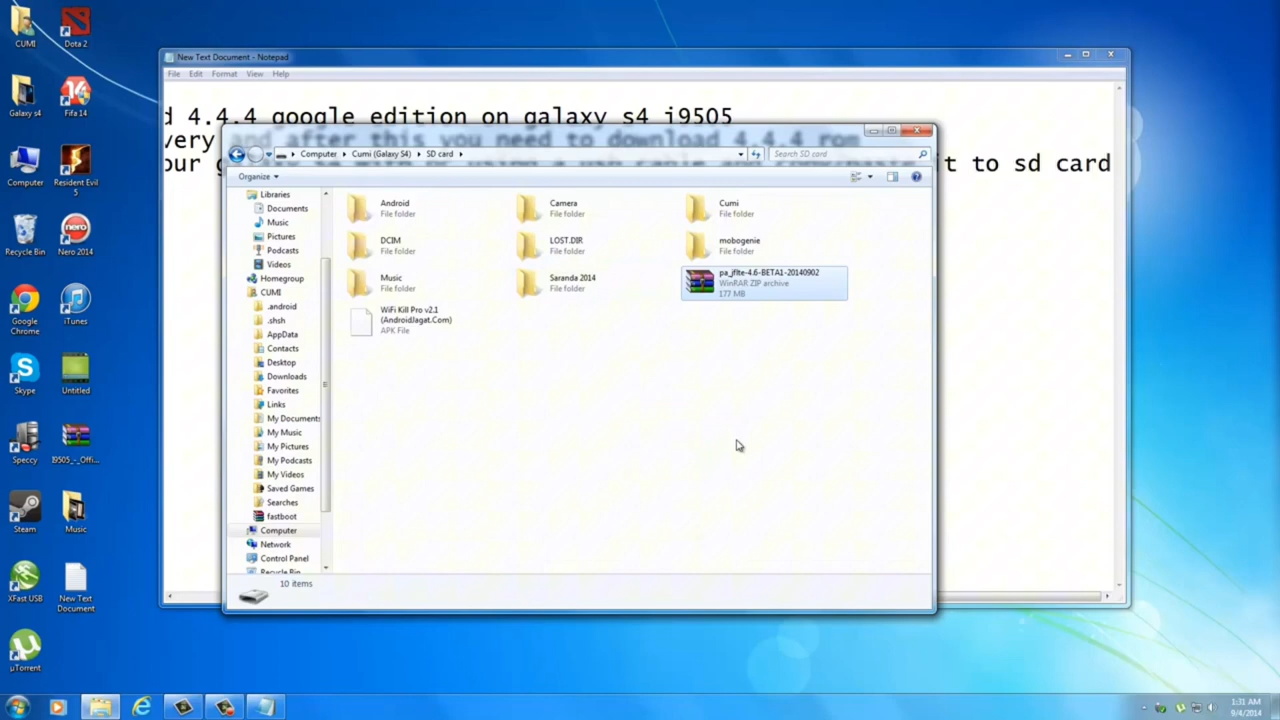 CUMI
Dota 2
Galaxy s4
Fifa 14
Computer
Resident Evil
5
Recycle Bin
Nero 2014
Google
Chrome
iTunes
Skype
Untitled
Speccy
I9505_-_Offi...
Steam
Music
XFast USB
New Text
Document
µTorrent
New Text Document - Notepad
File Edit Format View Help
d 4.4.4 google edition on galaxy s4 i9505
very and after this you need to download 4.4.4 rom
our g
it to sd card
Computer Cumi (Galaxy S4) SD card
Search SD card
Organize
Libraries
Documents
Music
Pictures
Podcasts
Videos
Homegroup
CUMI
.android
.shsh
AppData
Contacts
Desktop
Downloads
Favorites
Links
My Documents
My Music
My Pictures
My Podcasts
My Videos
Saved Games
Searches
fastboot
Computer
Network
Control Panel
Recycle Bin
Android
File folder
Camera
File folder
Cumi
File folder
DCIM
File folder
LOST.DIR
File folder
mobogenie
File folder
Music
File folder
Saranda 2014
File folder
pa_jflte-4.6-BETA1-20140902
WinRAR ZIP archive
177 MB
WiFi Kill Pro v2.1
(AndroidJagat.Com)
APK File
10 items
1:31 AM
9/4/2014